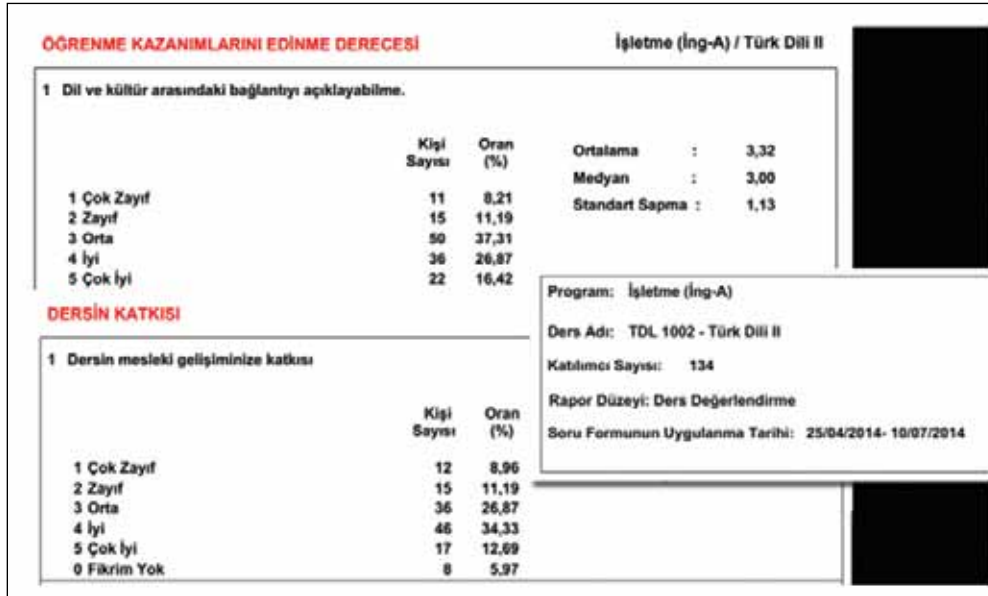 ÖĞRENME KAZANIMLARINI EDİNME DERECESİ
İşletme (İng-A) / Türk Dili II
1 Dil ve kültür arasındaki bağlantıyı açıklayabilme.
Kişi Sayısı Oran (%)
1 Çok Zayıf 11 8,21
2 Zayıf 15 11,19
3 Orta 50 37,31
4 İyi 36 26,87
5 Çok İyi 22 16,42
Ortalama : 3,32
Medyan : 3,00
Standart Sapma : 1,13
DERSİN KATKISI
1 Dersin mesleki gelişiminize katkısı
Kişi Sayısı Oran (%)
1 Çok Zayıf 12 8,96
2 Zayıf 15 11,19
3 Orta 36 26,87
4 İyi 46 34,33
5 Çok İyi 17 12,69
0 Fikrim Yok 8 5,97
Program: İşletme (İng-A)
Ders Adı: TDL 1002 - Türk Dili II
Katılımcı Sayısı: 134
Rapor Düzeyi: Ders Değerlendirme
Soru Formunun Uygulanma Tarihi: 25/04/2014- 10/07/2014